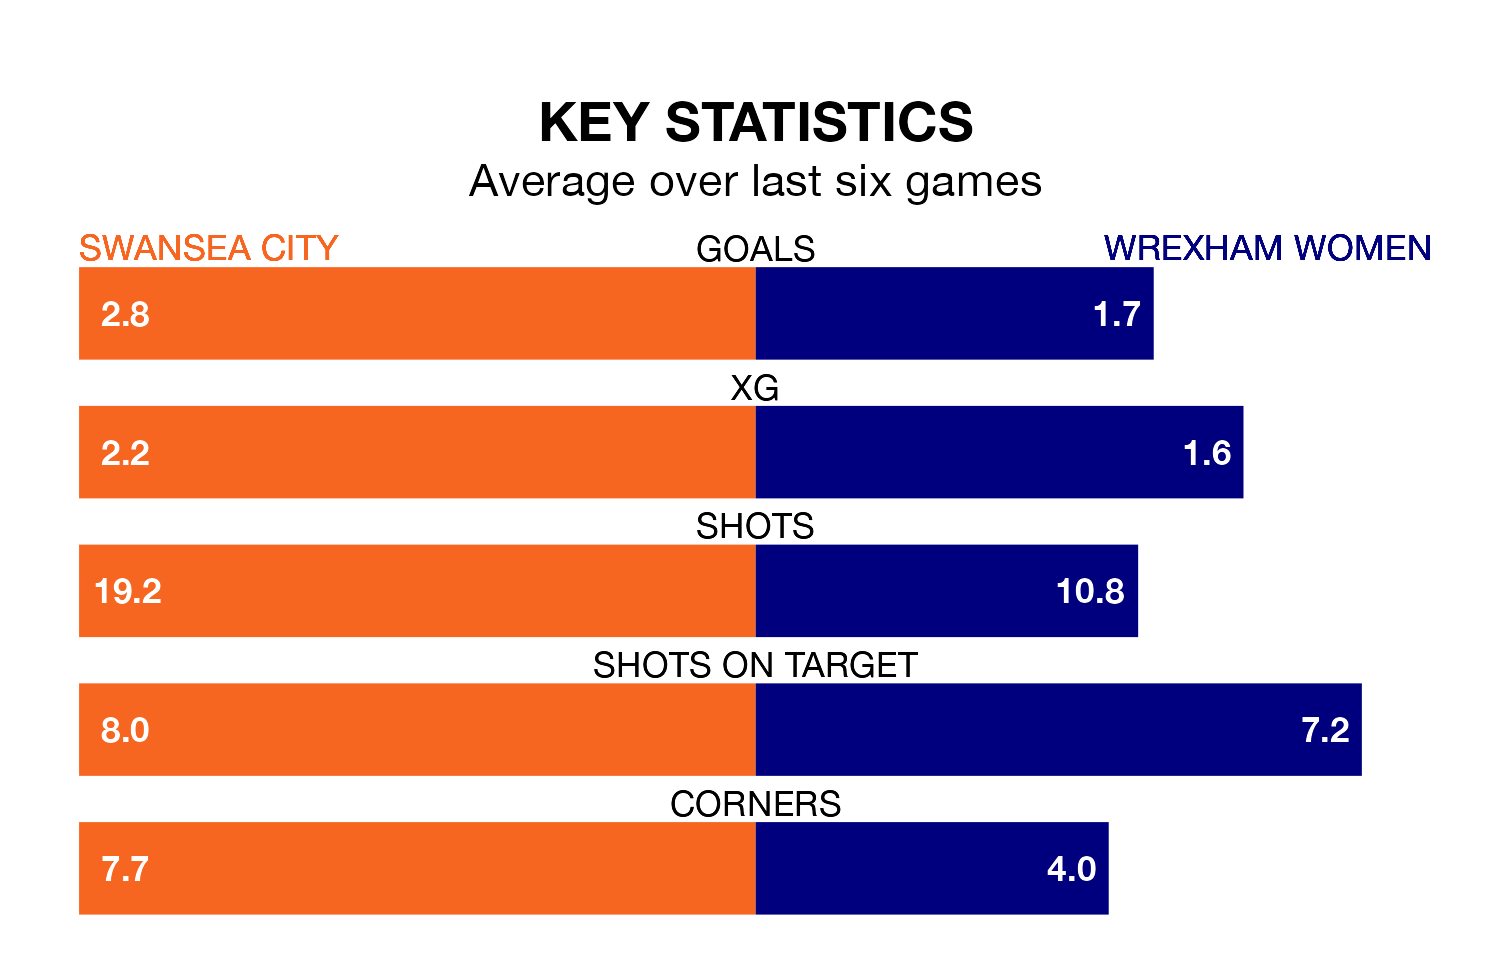 KEY STATISTICS
Average over last six games
SWANSEA CITY GOALS WREXHAM WOMEN
2.8 1.7
XG
2.2 1.6
SHOTS
19.2 10.8
SHOTS ON TARGET
8.0 7.2
CORNERS
7.7 4.0